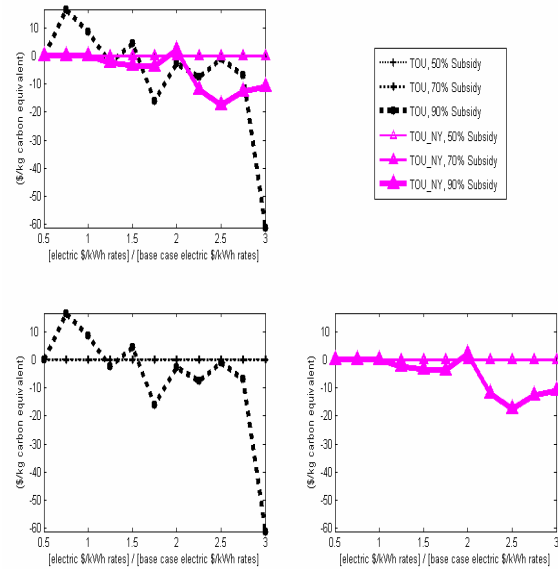 10
0
-10
-20
-30
-40
-50
-60
($/kg carbon equivalent)
0.5 1 1.5 2 2.5 3
[electric $/kWh rates] / [base case electric $/kWh rates]
TOU, 50% Subsidy
TOU, 70% Subsidy
TOU, 90% Subsidy
TOU_NY, 50% Subsidy
TOU_NY, 70% Subsidy
TOU_NY, 90% Subsidy
10
0
-10
-20
-30
-40
-50
-60
($/kg carbon equivalent)
0.5 1 1.5 2 2.5 3
[electric $/kWh rates] / [base case electric $/kWh rates]
10
0
-10
-20
-30
-40
-50
-60
($/kg carbon equivalent)
0.5 1 1.5 2 2.5 3
[electric $/kWh rates] / [base case electric $/kWh rates]